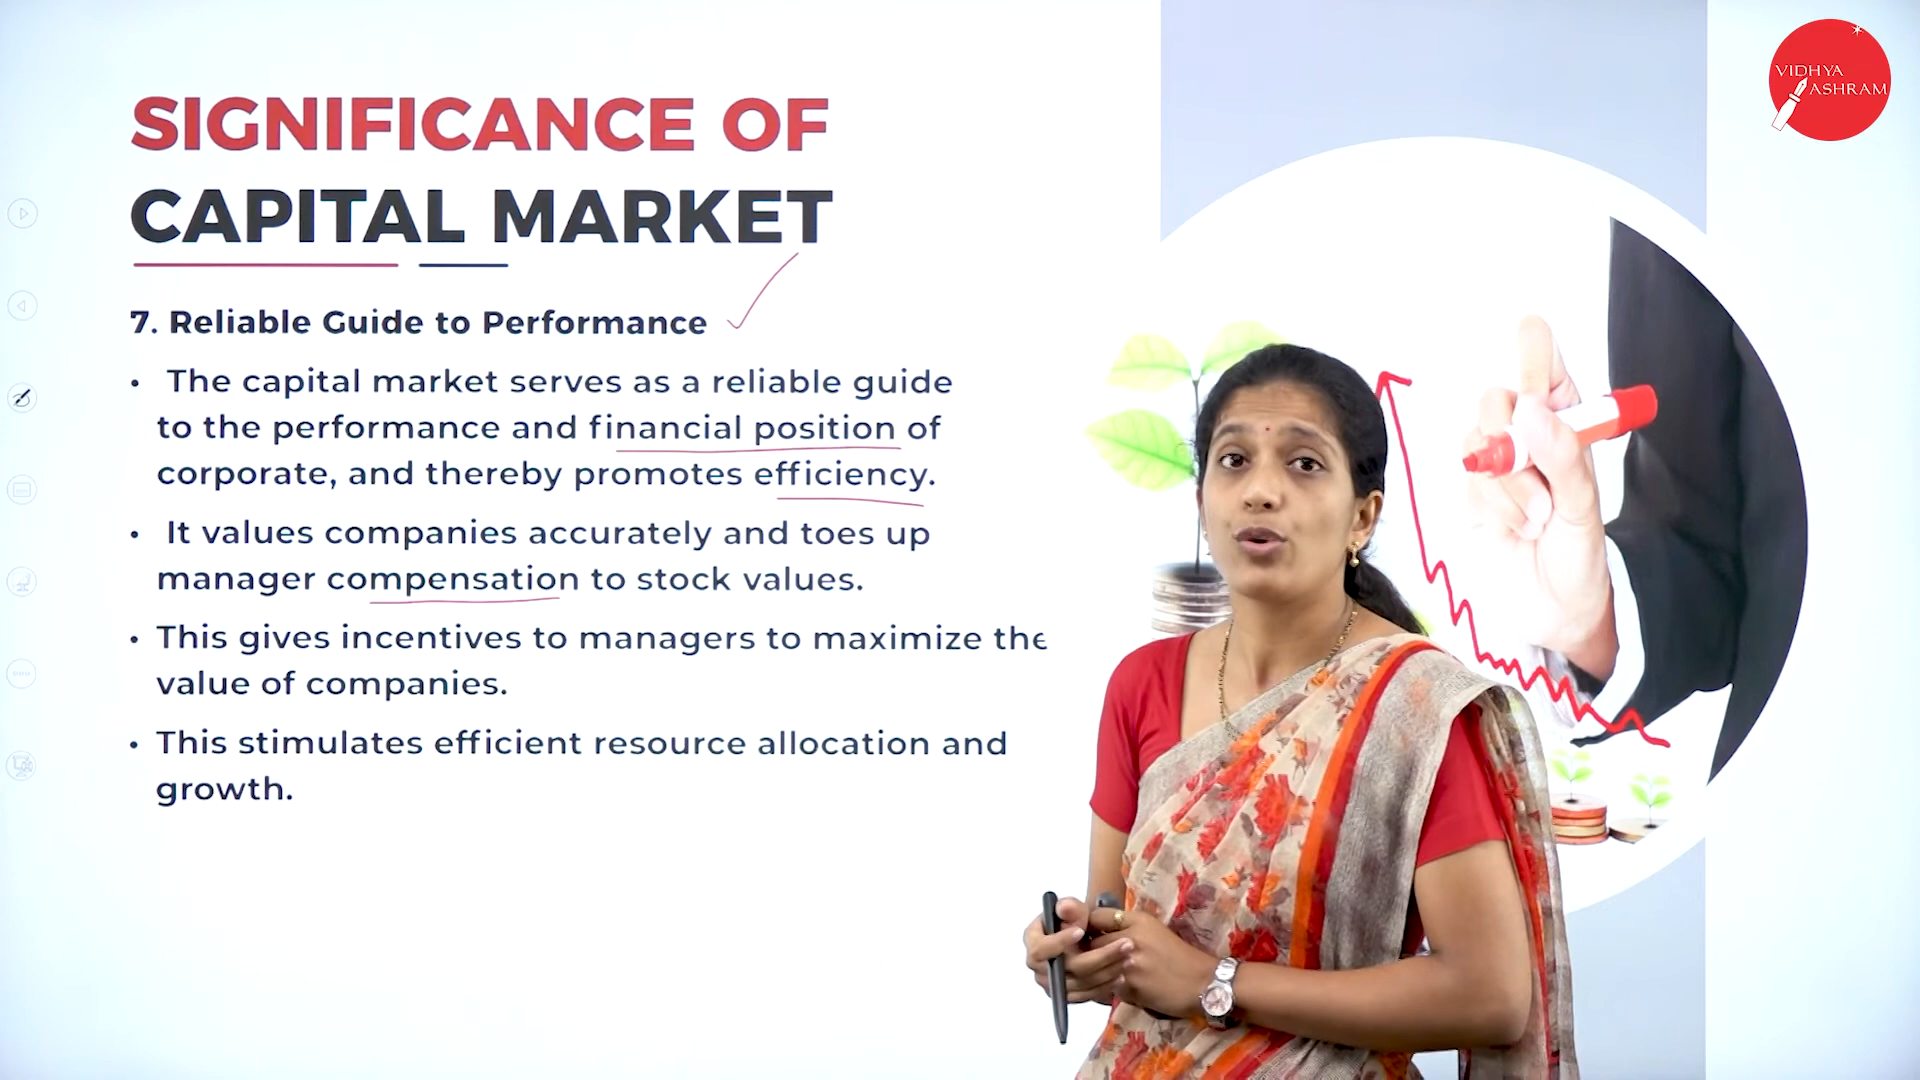 VIDHYA
ASHRAM
SIGNIFICANCE OF
CAPITAL MARKET
7. Reliable Guide to Performance
• The capital market serves as a reliable guide
to the performance and financial position of
corporate, and thereby promotes efficiency.
• It values companies accurately and toes up
manager compensation to stock values.
• This gives incentives to managers to maximize the
value of companies.
• This stimulates efficient resource allocation and
growth.